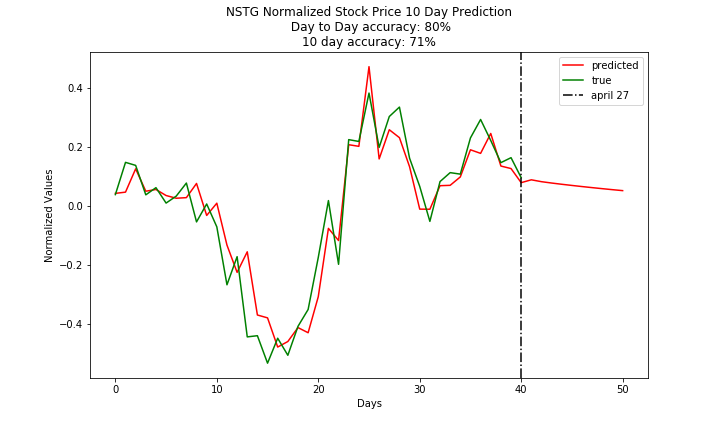 NSTG Normalized Stock Price 10 Day Prediction
Day to Day accuracy: 80%
10 day accuracy: 71%
predicted
true
april 27
0.4
0.2
0.0
−0.2
−0.4
Normalized Values
0 10 20 30 40 50
Days